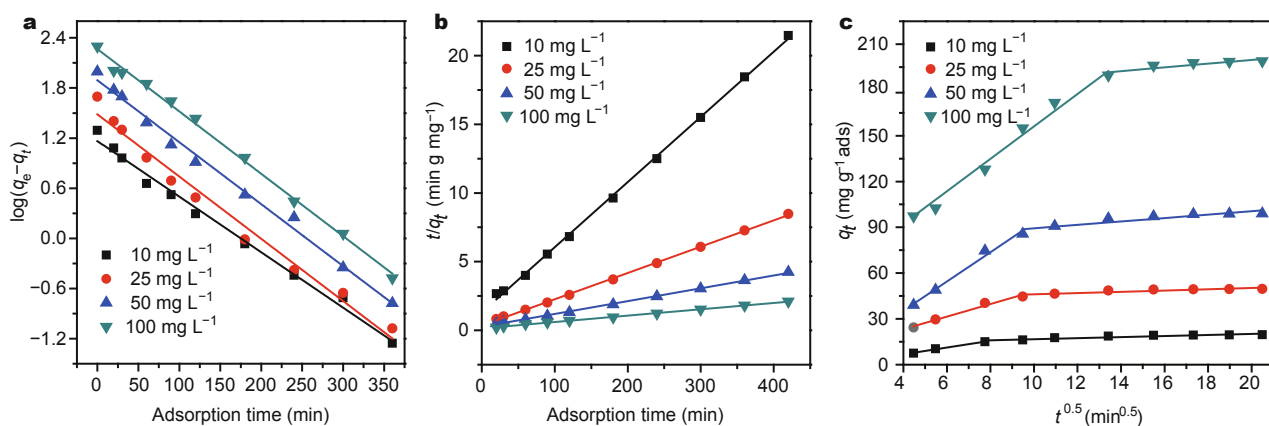 a
log(qₑ−qₜ)
2.4
1.8
1.2
0.6
0.0
−0.6
−1.2
10 mg L⁻¹
25 mg L⁻¹
50 mg L⁻¹
100 mg L⁻¹
0 50 100 150 200 250 300 350
Adsorption time (min)
b
t/qₜ (min g mg⁻¹)
20
15
10
5
0
10 mg L⁻¹
25 mg L⁻¹
50 mg L⁻¹
100 mg L⁻¹
0 100 200 300 400
Adsorption time (min)
c
qₜ (mg g⁻¹ ads)
210
180
150
120
90
60
30
0
10 mg L⁻¹
25 mg L⁻¹
50 mg L⁻¹
100 mg L⁻¹
4 6 8 10 12 14 16 18 20
t⁰·⁵ (min⁰·⁵)